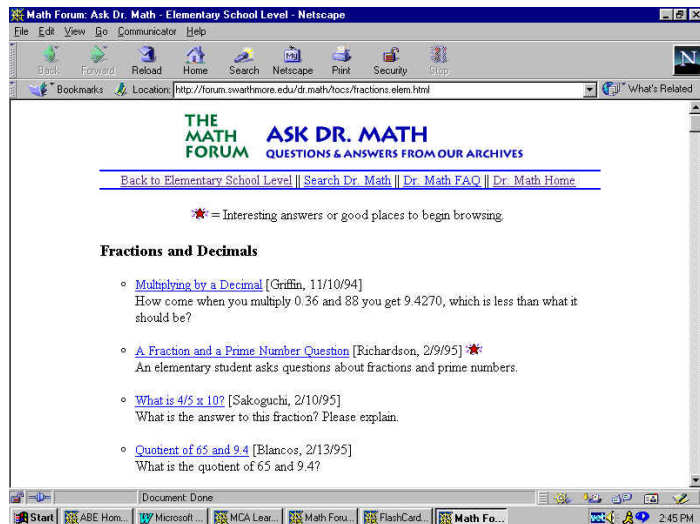 Math Forum: Ask Dr. Math - Elementary School Level - Netscape
File Edit View Go Communicator Help
Back Forward Reload Home Search Netscape Print Security Stop
My
N
Bookmarks Location: http://forum.swarthmore.edu/dr.math/tocs/fractions.elem.html What's Related
THE
MATH
FORUM
ASK DR. MATH
QUESTIONS & ANSWERS FROM OUR ARCHIVES
Back to Elementary School Level || Search Dr. Math || Dr. Math FAQ || Dr. Math Home
= Interesting answers or good places to begin browsing.
Fractions and Decimals
Multiplying by a Decimal [Griffin, 11/10/94]
How come when you multiply 0.36 and 88 you get 9.4270, which is less than what it
should be?
A Fraction and a Prime Number Question [Richardson, 2/9/95]
An elementary student asks questions about fractions and prime numbers.
What is 4/5 x 10? [Sakoguchi, 2/10/95]
What is the answer to this fraction? Please explain.
Quotient of 65 and 9.4 [Blancos, 2/13/95]
What is the quotient of 65 and 9.4?
Document: Done
Start ABE Hom... Microsoft ... MCA Lear... Math Foru... FlashCard... Math Fo... 2:45 PM